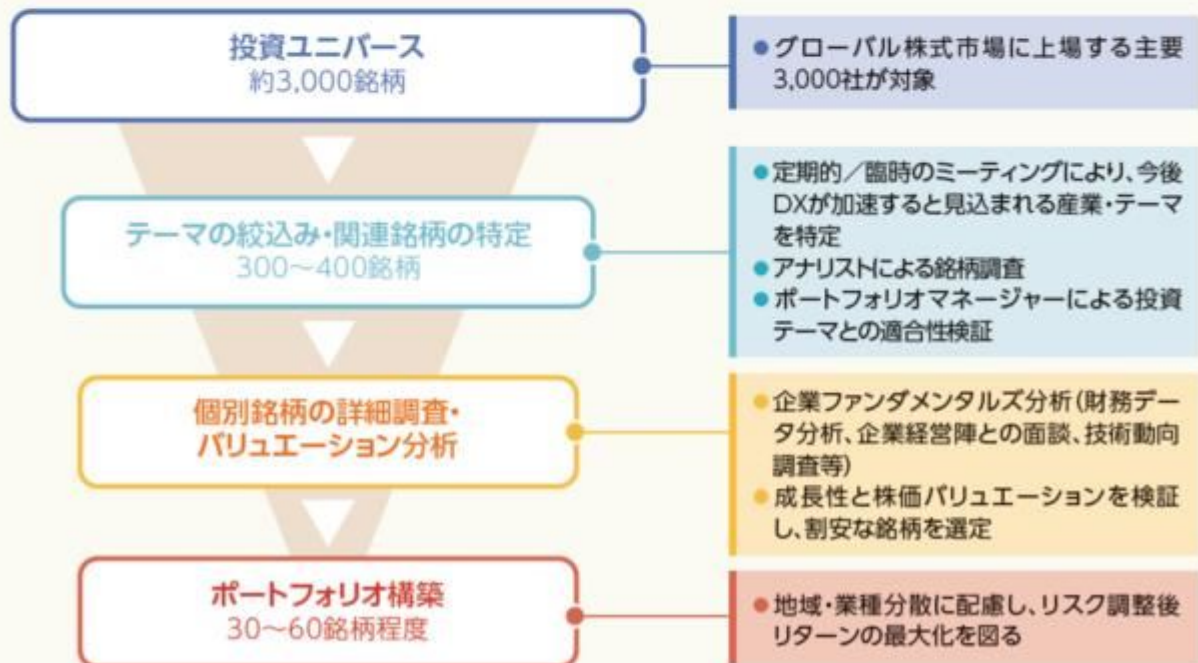 投資ユニバース
約3,000銘柄
●グローバル株式市場に上場する主要
3,000社が対象
テーマの絞込み・関連銘柄の特定
300～400銘柄
●定期的／臨時のミーティングにより、今後
DXが加速すると見込まれる産業・テーマ
を特定
●アナリストによる銘柄調査
●ポートフォリオマネージャーによる投資
テーマとの適合性検証
個別銘柄の詳細調査・
バリュエーション分析
●企業ファンダメンタルズ分析(財務デー
タ分析、企業経営陣との面談、技術動向
調査等)
●成長性と株価バリュエーションを検証
し、割安な銘柄を選定
ポートフォリオ構築
30～60銘柄程度
●地域・業種分散に配慮し、リスク調整後
リターンの最大化を図る